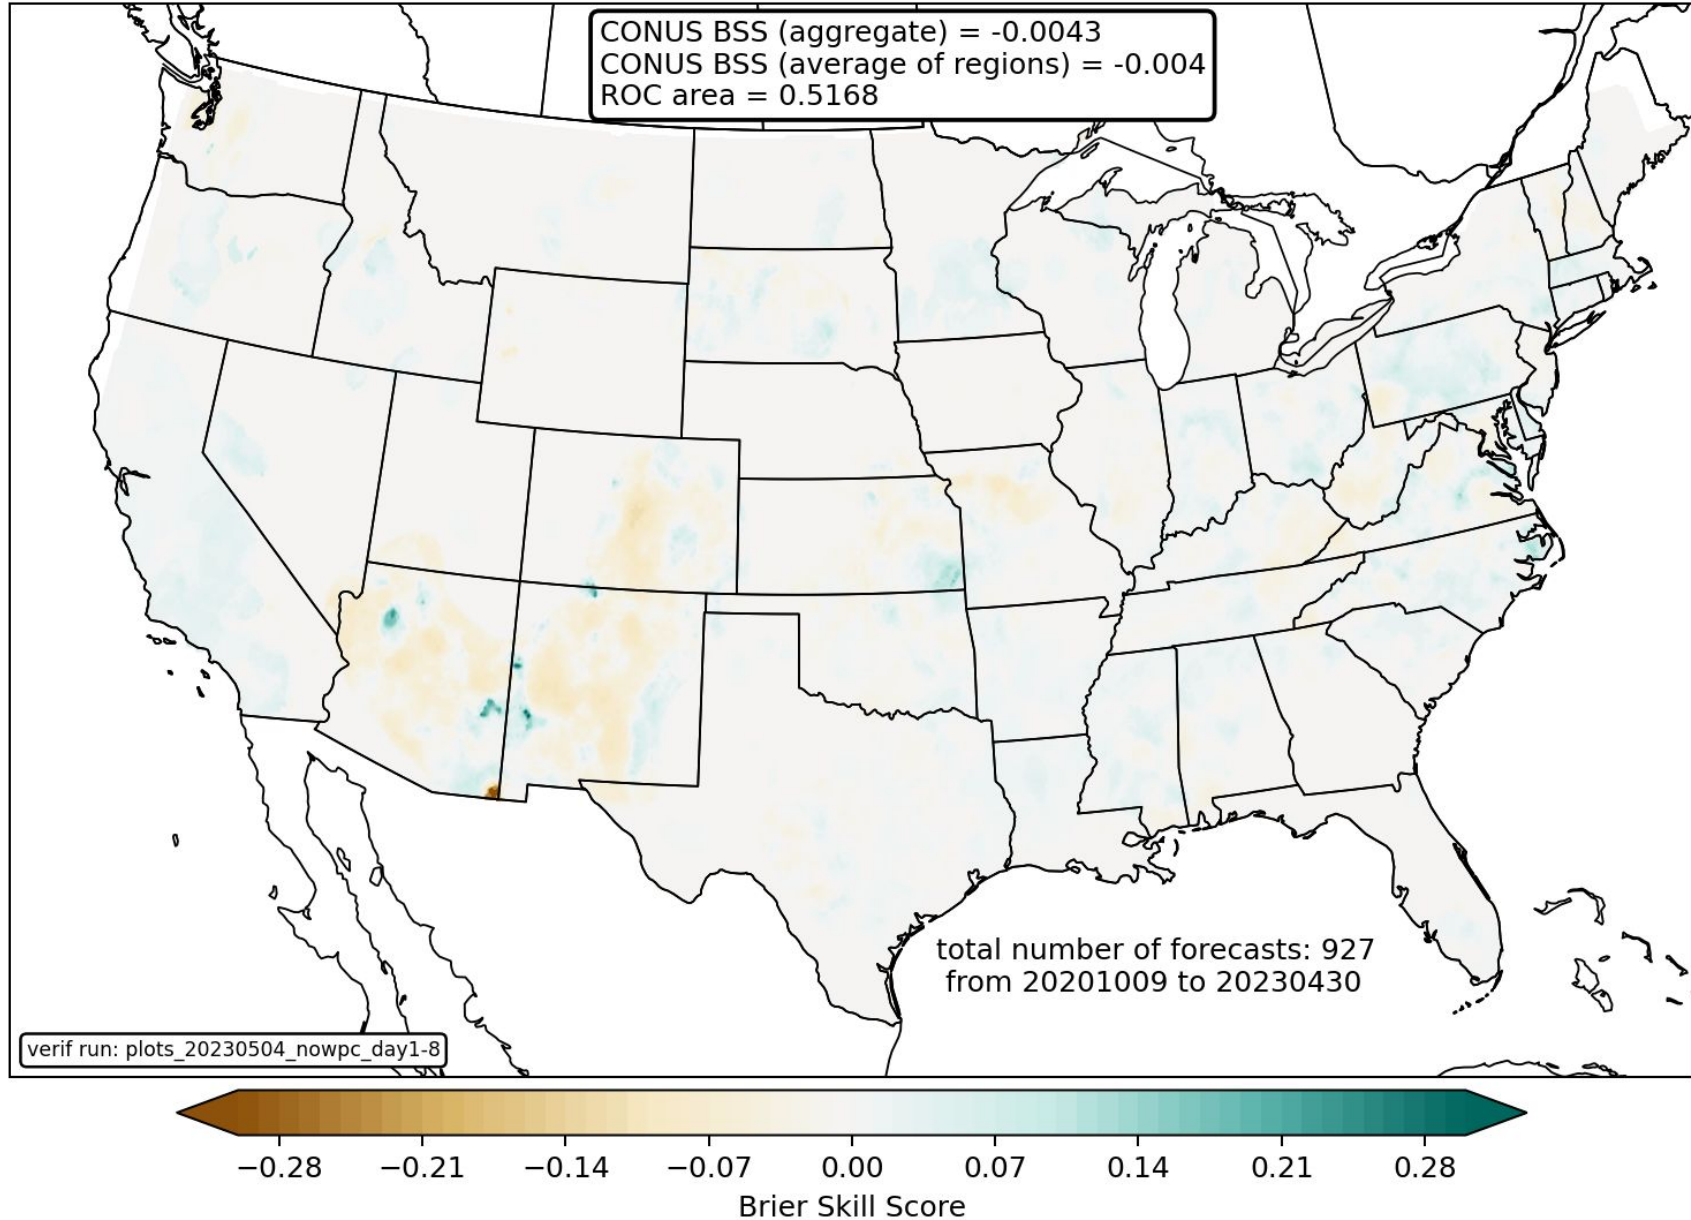 CONUS BSS (aggregate) = -0.0043
CONUS BSS (average of regions) = -0.004
ROC area = 0.5168
total number of forecasts: 927
from 20201009 to 20230430
verif run: plots_20230504_nowpc_day1-8
−0.28 −0.21 −0.14 −0.07 0.00 0.07 0.14 0.21 0.28
Brier Skill Score